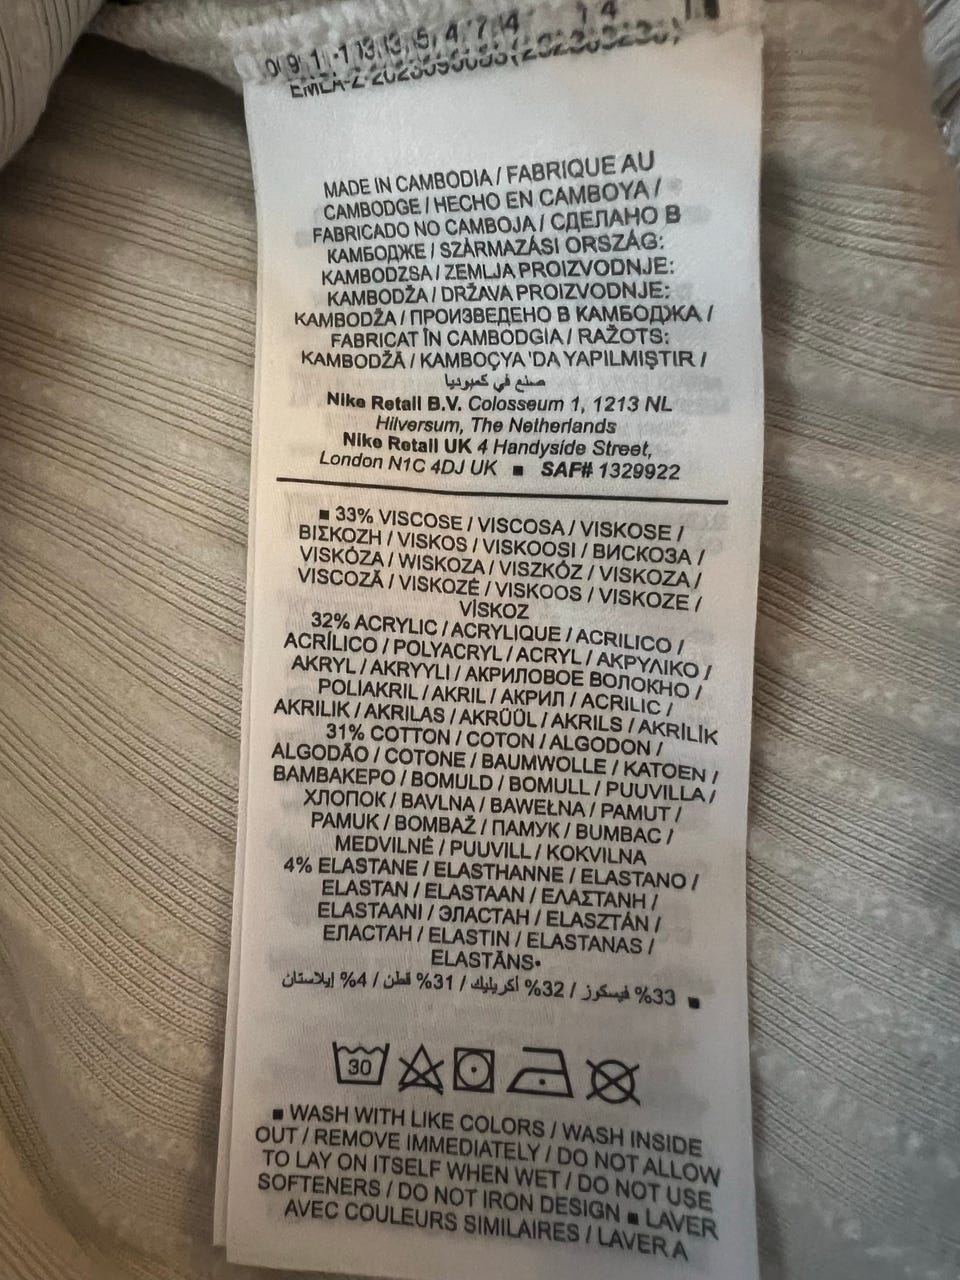 MADE IN CAMBODIA / FABRIQUE AU
CAMBODGE / HECHO EN CAMBOYA /
FABRICADO NO CAMBOJA / СДЕЛАНО В
КАМБОДЖЕ / SZÁRMAZÁSI ORSZÁG:
KAMBODZSA / ZEMLJA PROIZVODNJE:
KAMBODŽA / DRŽAVA PROIZVODNJE:
KAMBODŽA / ПРОИЗВЕДЕНО В КАМБОДЖА /
FABRICAT ÎN CAMBODGIA / RAŽOTS:
KAMBODŽĀ / KAMBOÇYA 'DA YAPILMIŞTIR /
صنع في كمبوديا
Nike Retail B.V. Colosseum 1, 1213 NL
Hilversum, The Netherlands
Nike Retail UK 4 Handyside Street,
London N1C 4DJ UK ■ SAF# 1329922
■ 33% VISCOSE / VISCOSA / VISKOSE /
ΒΙΣΚΟΖΗ / VISKOS / VISKOOSI / ВИСКОЗА /
VISKÓZA / WISKOZA / VISZKÓZ / VISKOZA /
VISCOZĂ / VISKOZĖ / VISKOOS / VISKOZE /
VİSKOZ
32% ACRYLIC / ACRYLIQUE / ACRILICO /
ACRÍLICO / POLYACRYL / ACRYL / ΑΚΡΥΛΙΚΟ /
AKRYL / AKRYYLI / АКРИЛОВОЕ ВОЛОКНО /
POLIAKRIL / AKRIL / АКРИЛ / ACRILIC /
AKRILIK / AKRILAS / AKRÜÜL / AKRILS / AKRİLİK
31% COTTON / COTON / ALGODON /
ALGODÃO / COTONE / BAUMWOLLE / KATOEN /
ΒΑΜΒΑΚΕΡΟ / BOMULD / BOMULL / PUUVILLA /
ХЛОПОК / BAVLNA / BAWEŁNA / PAMUT /
PAMUK / BOMBAŽ / ПАМУК / BUMBAC /
MEDVILNĖ / PUUVILL / KOKVILNA
4% ELASTANE / ELASTHANNE / ELASTANO /
ELASTAN / ELASTAAN / ΕΛΑΣΤΑΝΗ /
ELASTAANI / ЭЛАСТАН / ELASZTÁN /
ЕЛАСТАН / ELASTIN / ELASTANAS /
ELASTĀNS•
■ 33% فيسكوز / 32% أكريليك / 31% قطن / 4% إيلاستان
30
■ WASH WITH LIKE COLORS / WASH INSIDE
OUT / REMOVE IMMEDIATELY / DO NOT ALLOW
TO LAY ON ITSELF WHEN WET / DO NOT USE
SOFTENERS / DO NOT IRON DESIGN ■ LAVER
AVEC COULEURS SIMILAIRES / LAVER A